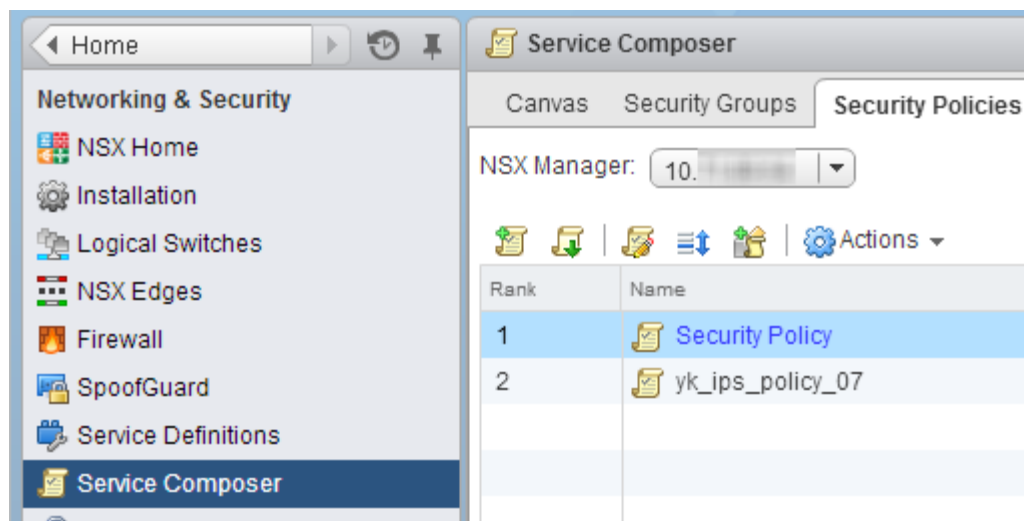 Home
Networking & Security
NSX Home
Installation
Logical Switches
NSX Edges
Firewall
SpoofGuard
Service Definitions
Service Composer
Service Composer
Canvas Security Groups Security Policies
NSX Manager: 10.
Actions
Rank Name
1 Security Policy
2 yk_ips_policy_07